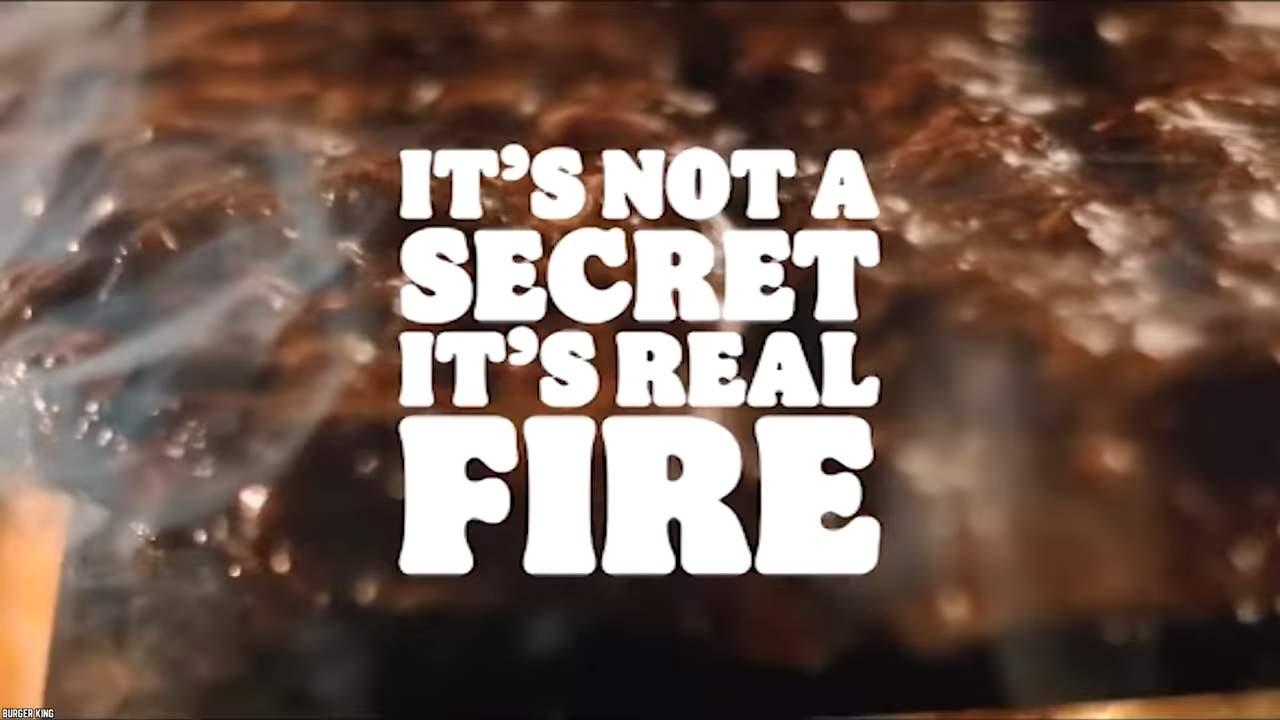 IT'S NOT A
SECRET
IT'S REAL
FIRE
BURGER KING